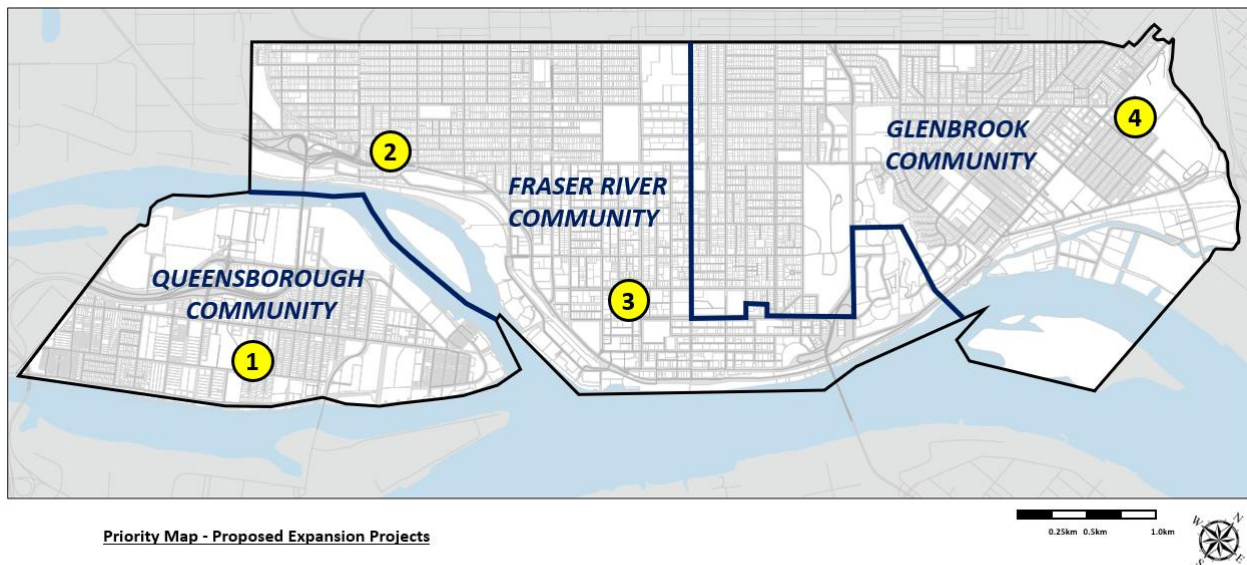 2
4
GLENBROOK
COMMUNITY
FRASER RIVER
COMMUNITY
QUEENSBOROUGH
COMMUNITY
3
1
Priority Map - Proposed Expansion Projects
0.25km 0.5km 1.0km
W N
S E